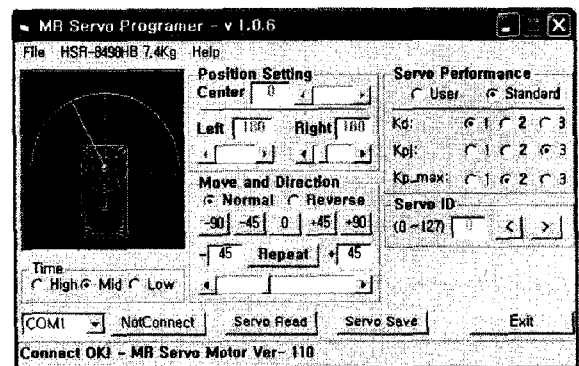 MR Servo Programer - v 1.0.6
File HSR-8498HB 7.4Kg Help
Position Setting
Center 0
Left 180 Right 180
Move and Direction
Normal Reverse
-90 -45 0 +45 +90
- 45 Repeat + 45
Time
High Mid Low
Servo Performance
User Standard
Kd: 1 2 3
Kpj: 1 2 3
Kp_max: 1 2 3
Servo ID
(0 ~127) 0 < >
COM1 NotConnect Servo Read Servo Save Exit
Connect OK! - MR Servo Motor Ver- 110